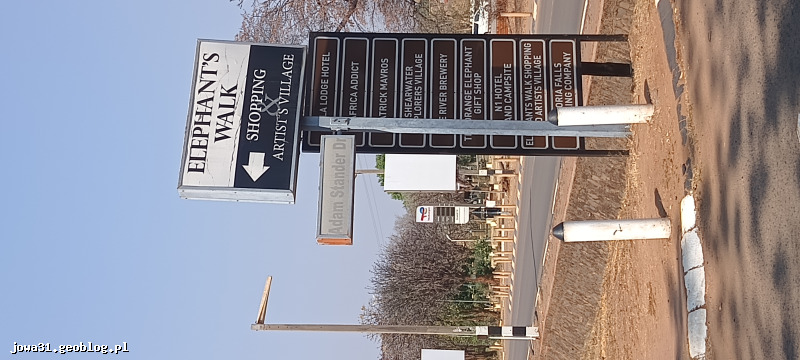 ELEPHANT'S
WALK
SHOPPING
&
ARTIST'S VILLAGE
Adam Stander Dr
LODGE HOTEL
ADDICT
MAVROS
SHEARWATER
VILLAGE
RIVER BREWERY
ORANGE ELEPHANT
GIFT SHOP
N1 HOTEL
AND CAMPSITE
ELEPHANTS WALK SHOPPING
ARTISTS VILLAGE
FALLS
COMPANY
jowa31.geoblog.pl